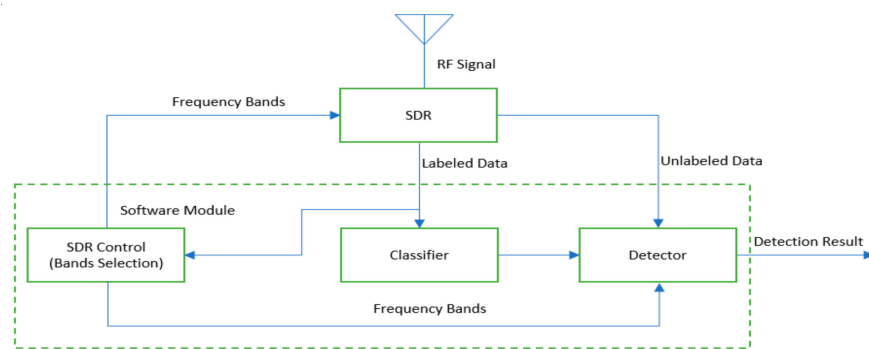 RF Signal
Frequency Bands
SDR
Labeled Data
Unlabeled Data
Software Module
SDR Control
(Bands Selection)
Classifier
Detector
Detection Result
Frequency Bands